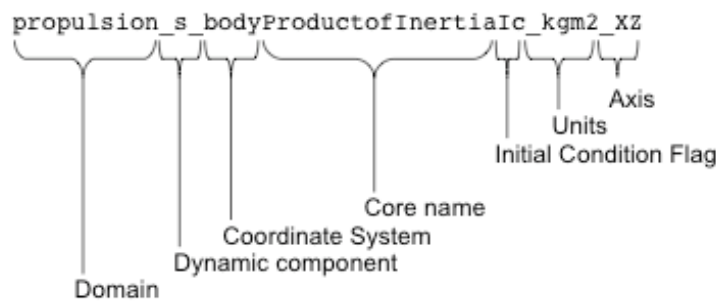 propulsion_s_bodyProductofInertiaIc_kgm2_XZ
Axis
Units
Initial Condition Flag
Core name
Coordinate System
Dynamic component
Domain